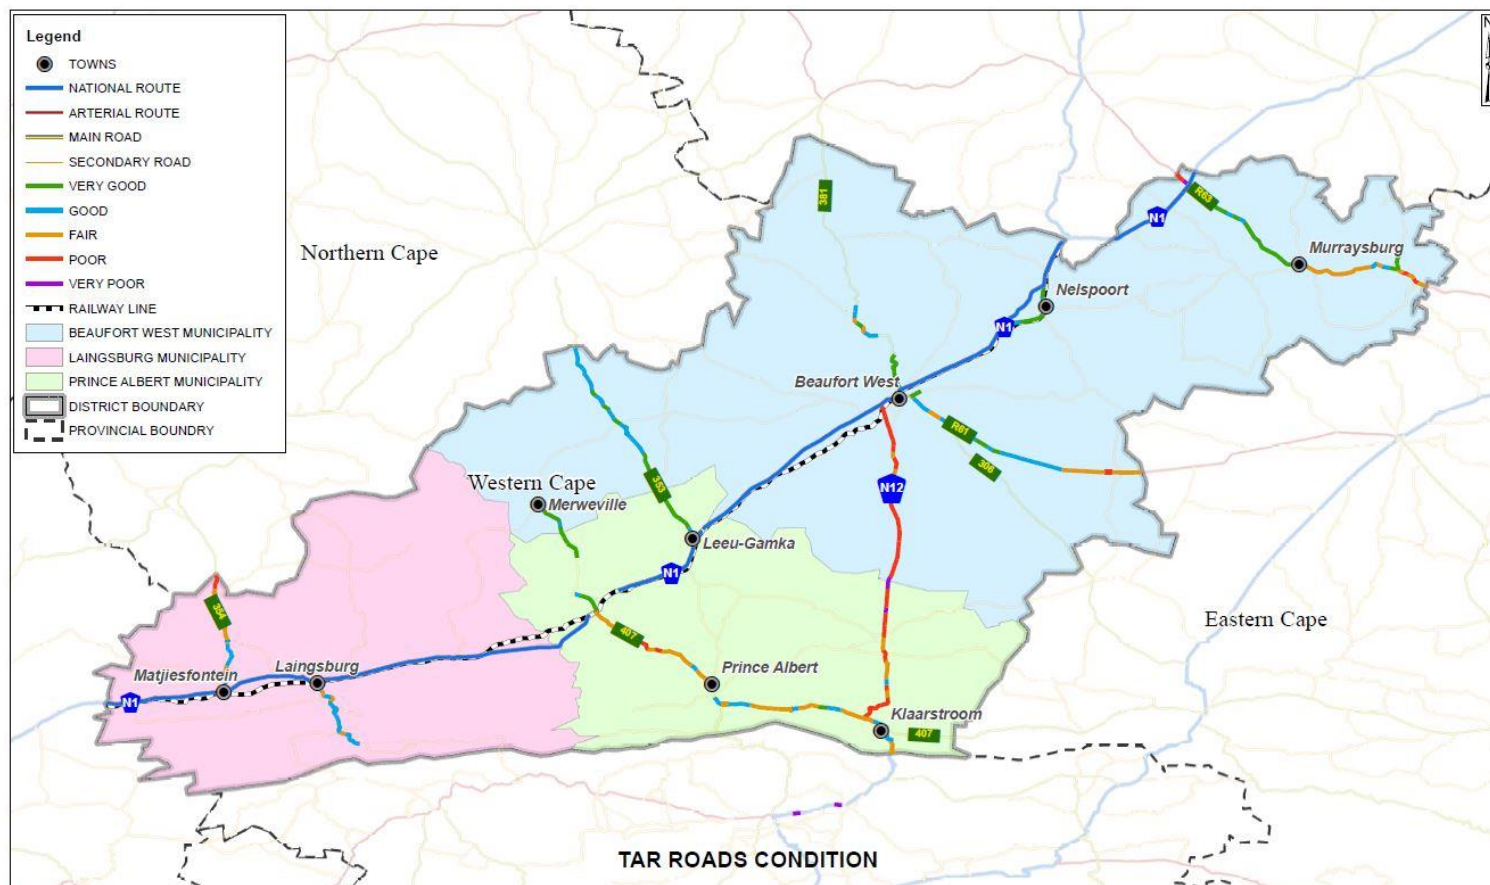 Legend
TOWNS
NATIONAL ROUTE
ARTERIAL ROUTE
MAIN ROAD
SECONDARY ROAD
VERY GOOD
GOOD
FAIR
POOR
VERY POOR
RAILWAY LINE
BEAUFORT WEST MUNICIPALITY
LAINGSBURG MUNICIPALITY
PRINCE ALBERT MUNICIPALITY
DISTRICT BOUNDARY
PROVINCIAL BOUNDRY
N
381
R63
N1
Northern Cape
Murraysburg
Nelspoort
N1
Beaufort West
R61
306
Western Cape
353
N12
Merweville
Leeu-Gamka
N1
354
407
Eastern Cape
Matjiesfontein
Laingsburg
Prince Albert
N1
Klaarstroom
407
TAR ROADS CONDITION